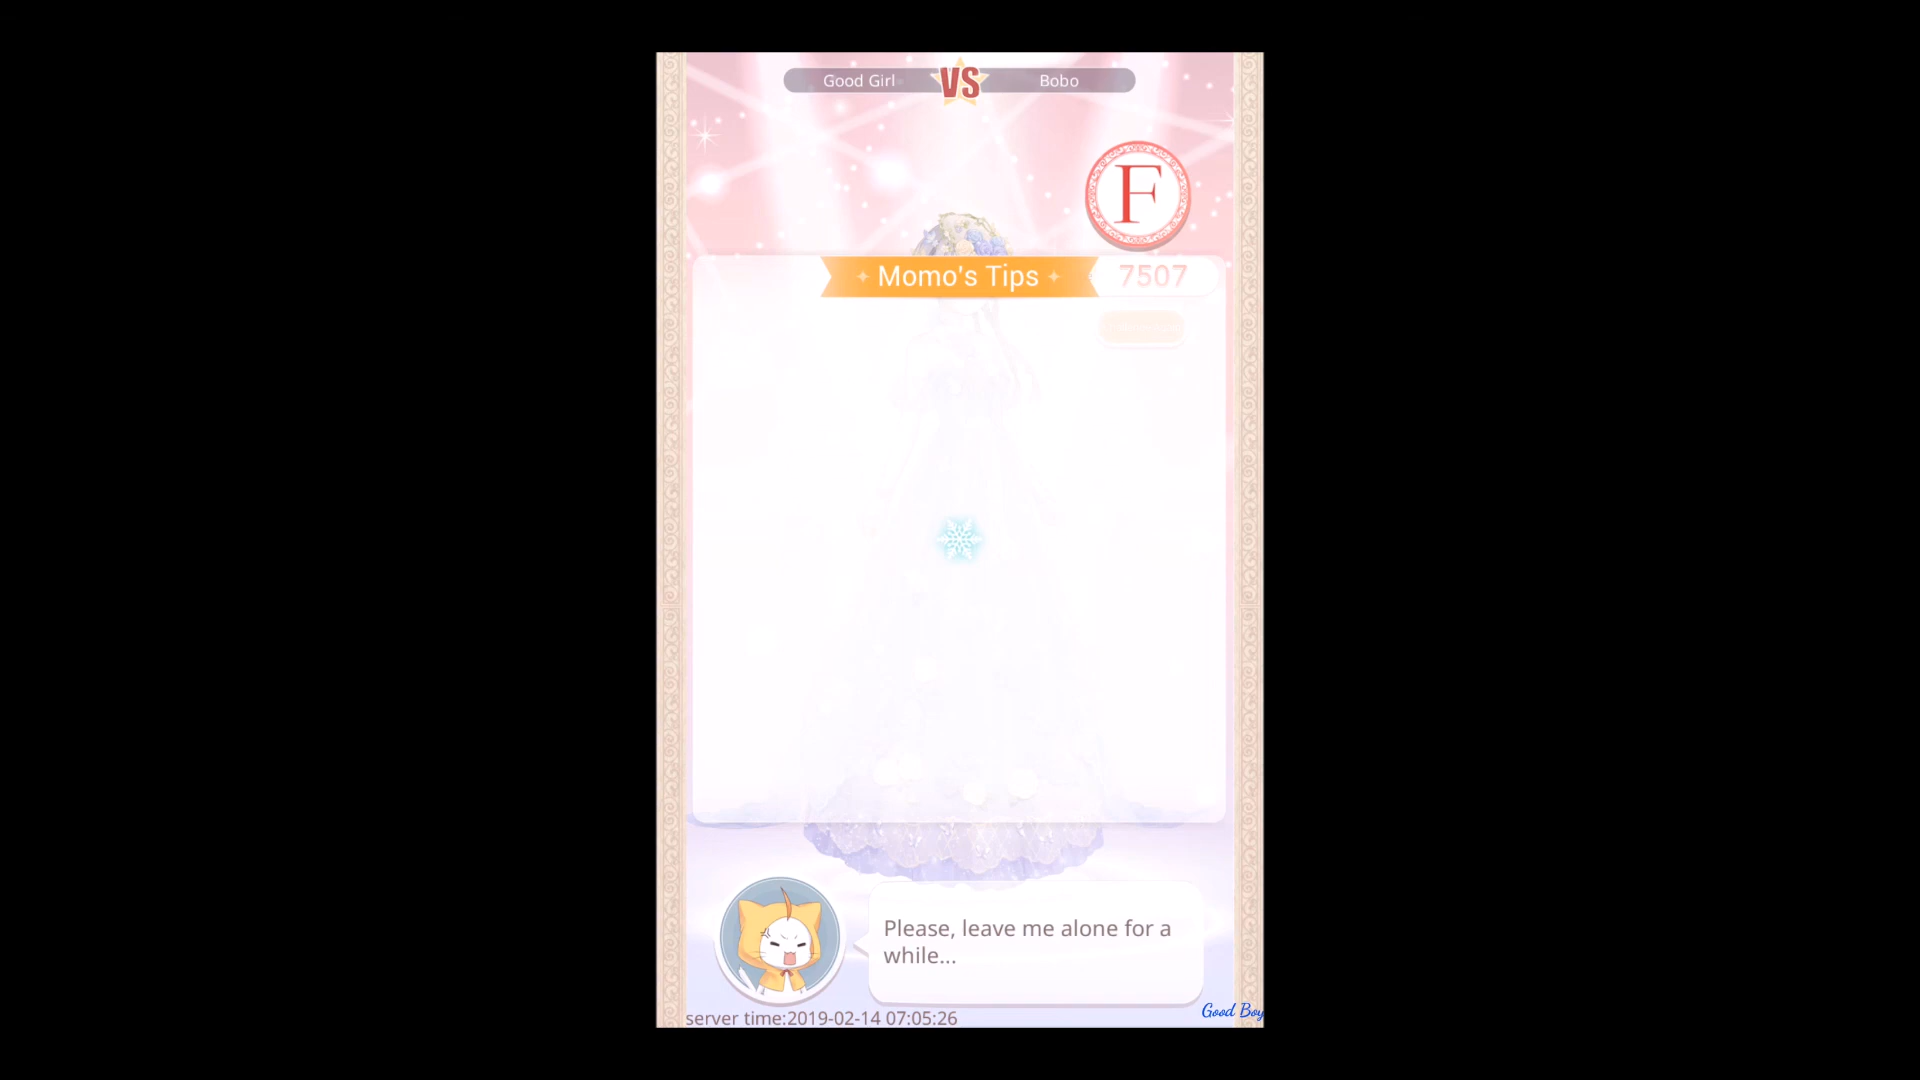 Good Girl VS Bobo
F
Momo's Tips 7507
Please, leave me alone for a
while...
server time:2019-02-14 07:05:26
Good Boy